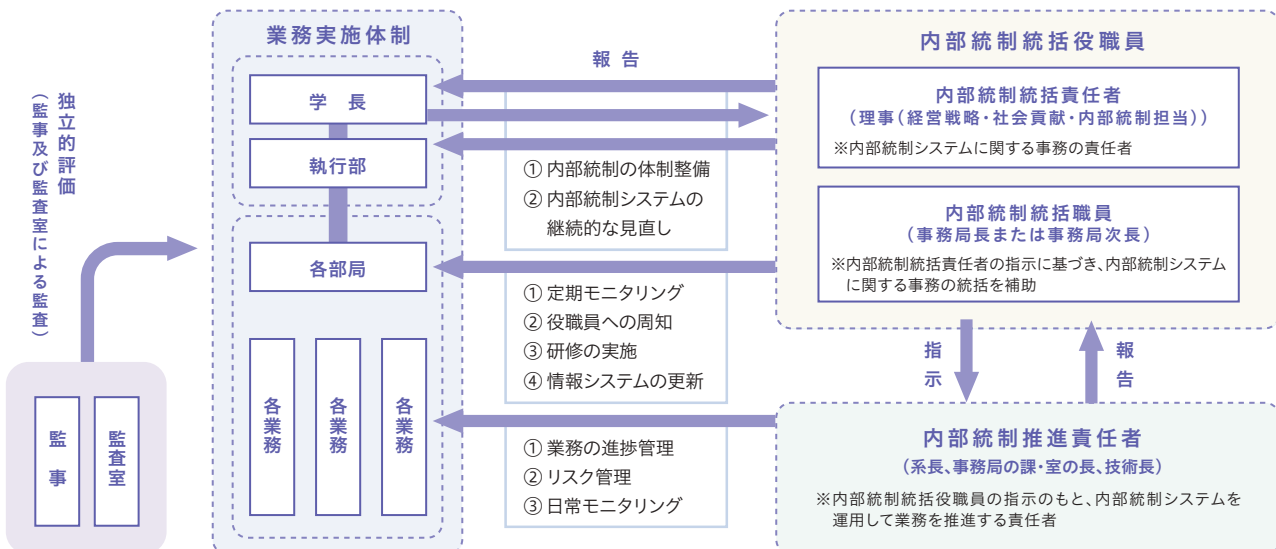 独立的評価
（監事及び監査室による監査）
監事
監査室
業務実施体制
学 長
執行部
各部局
各業務
各業務
各業務
報 告
① 内部統制の体制整備
② 内部統制システムの
継続的な見直し
① 定期モニタリング
② 役職員への周知
③ 研修の実施
④ 情報システムの更新
① 業務の進捗管理
② リスク管理
③ 日常モニタリング
内部統制統括役職員
内部統制統括責任者
（理事（経営戦略・社会貢献・内部統制担当））
※内部統制システムに関する事務の責任者
内部統制統括職員
（事務局長または事務局次長）
※内部統制統括責任者の指示に基づき、内部統制システム
に関する事務の統括を補助
指示
報告
内部統制推進責任者
（系長、事務局の課・室の長、技術長）
※内部統制統括役職員の指示のもと、内部統制システムを
運用して業務を推進する責任者